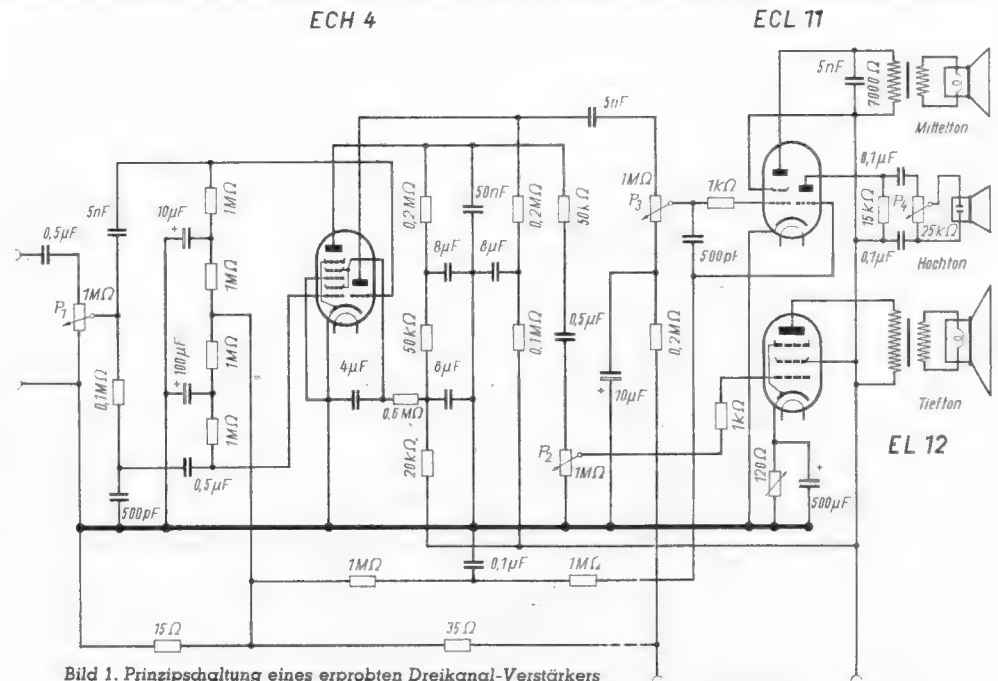 ECH 4
ECL 11
5nF
7000Ω
Mittelton
5nF
1MΩ
P3
1kΩ
500pF
0,1µF
15kΩ
P4
25kΩ
0,1µF
Hochton
0,5µF
5nF
10µF
1MΩ
1MΩ
0,2MΩ
50nF
0,2MΩ
50kΩ
8µF
8µF
P1
1MΩ
0,1MΩ
100µF
1MΩ
1MΩ
0,5µF
500pF
4µF
0,6MΩ
50kΩ
8µF
20kΩ
0,1MΩ
0,5µF
P2
1MΩ
10µF
0,2MΩ
1kΩ
120Ω
500µF
Tiefton
EL 12
1MΩ
0,1µF
1MΩ
15Ω
35Ω
Bild 1. Prinzipschaltung eines erprobten Dreikanal-Verstärkers